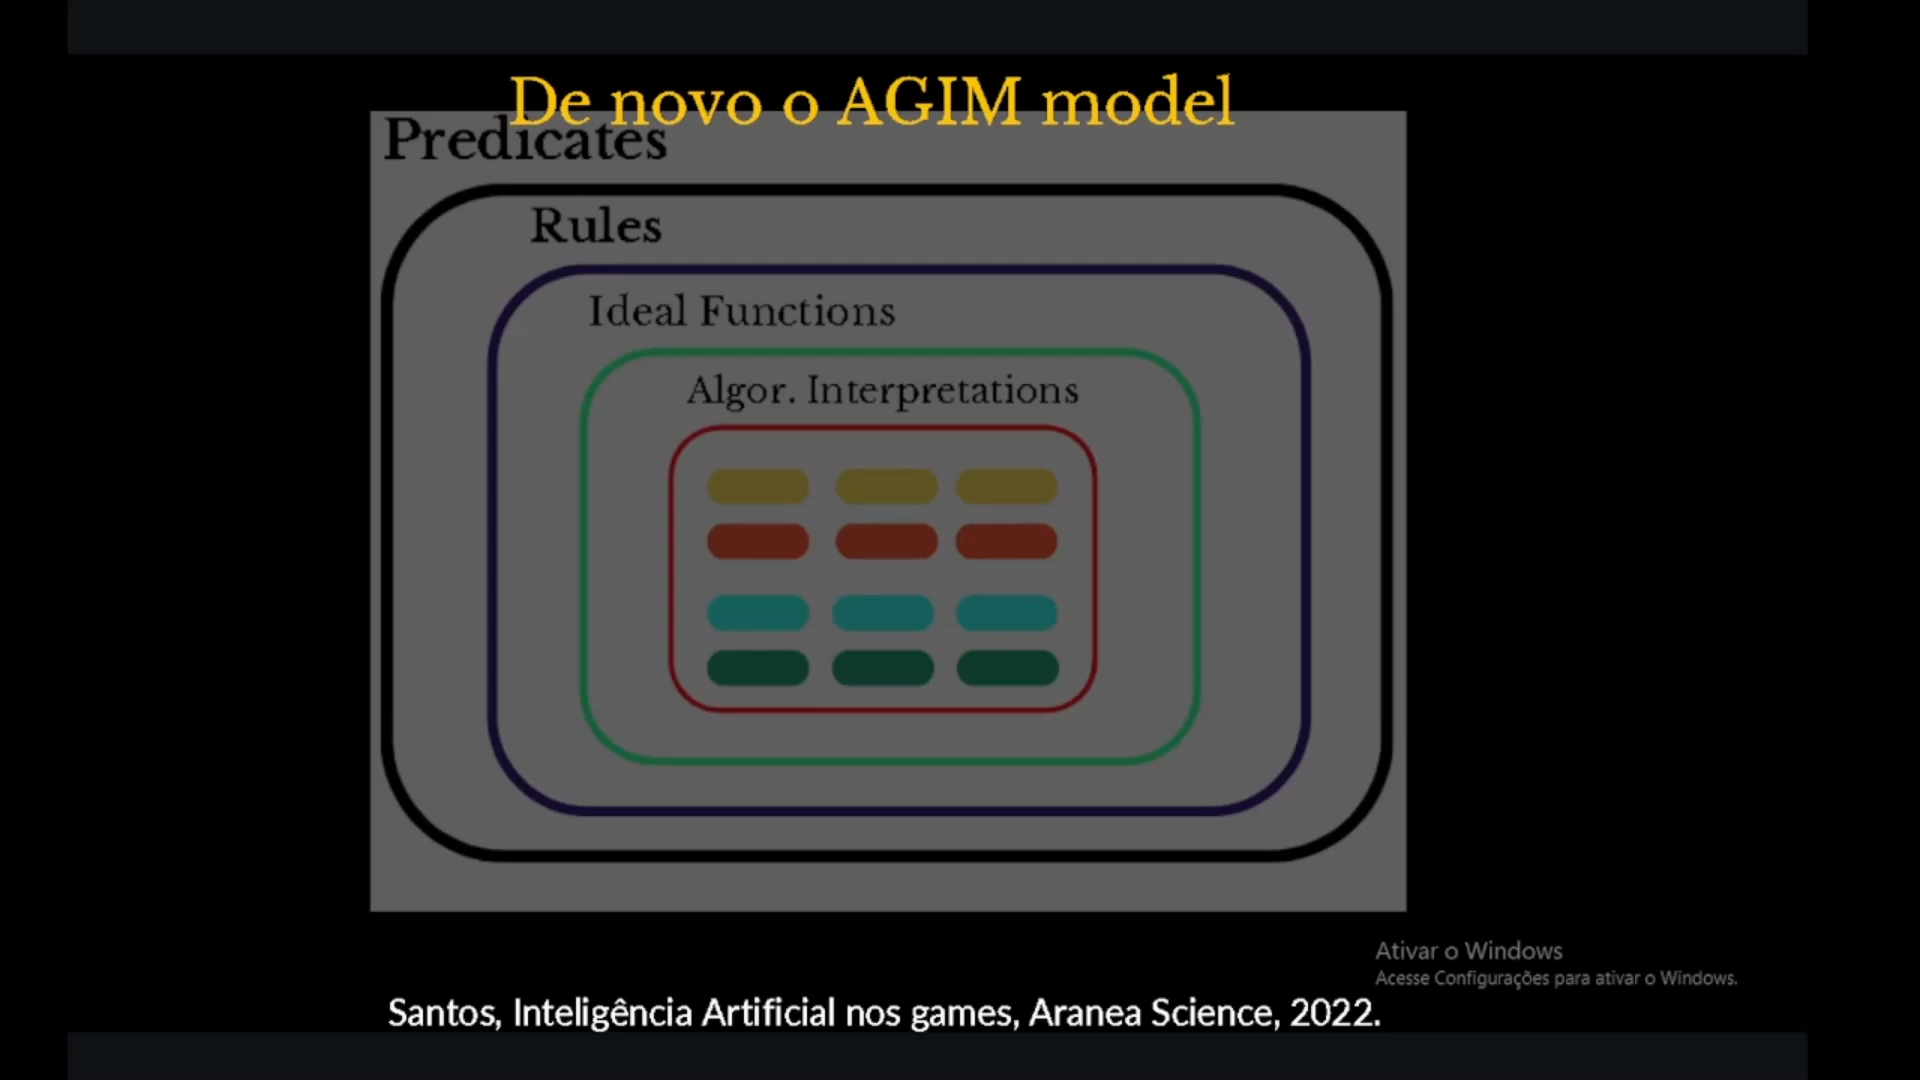 De novo o AGIM model
Predicates
Rules
Ideal Functions
Algor. Interpretations
Ativar o Windows
Acesse Configurações para ativar o Windows.
Santos, Inteligência Artificial nos games, Aranea Science, 2022.